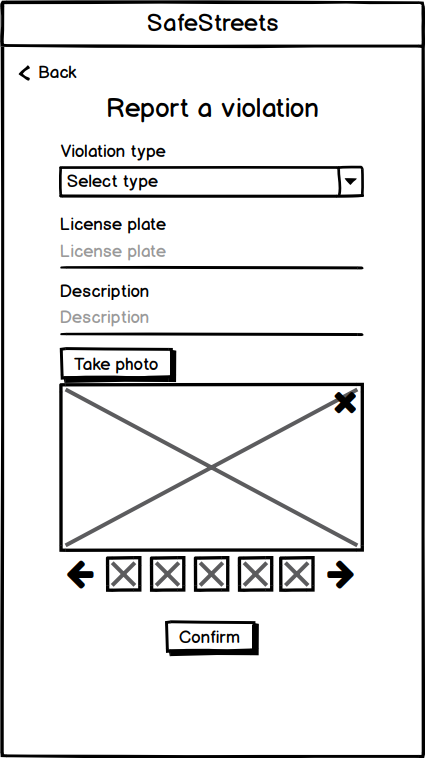 SafeStreets
Back
Report a violation
Violation type
Select type
License plate
License plate
Description
Description
Take photo
Confirm